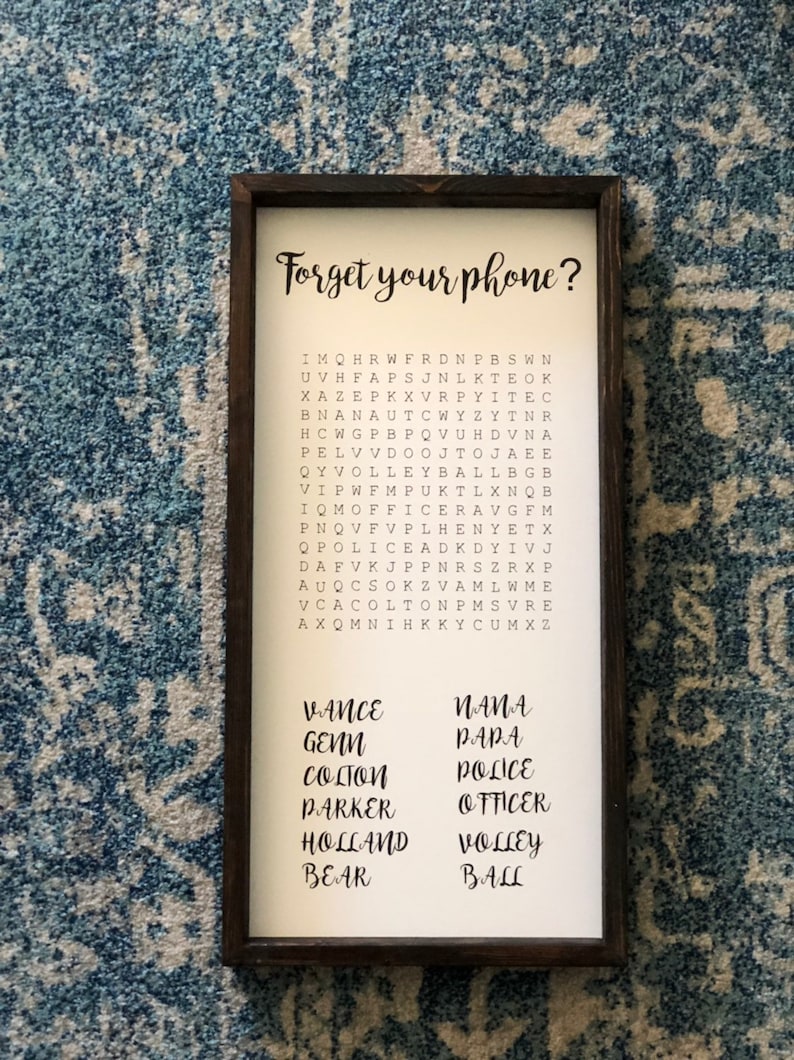 Forget your phone?
I M Q H R W F R D N P B S W N
U V H F A P S J N L K T E O K
X A Z E P K X V R P Y I T E C
B N A N A U T C W Y Z Y T N R
H C W G P B P Q V U H D V N A
P E L V V D O O J T O J A E E
Q Y V O L L E Y B A L L B G B
V I P W F M P U K T L X N Q B
I Q M O F F I C E R A V G F M
P N Q V F V P L H E N Y E T X
Q P O L I C E A D K D Y I V J
D A F V K J P P N R S Z R X P
A U Q C S O K Z V A M L W M E
V C A C O L T O N P M S V R E
A X Q M N I H K K Y C U M X Z
VANCE NANA
GENN PAPA
COLTON POLICE
PARKER OFFICER
HOLLAND VOLLEY
BEAR BALL